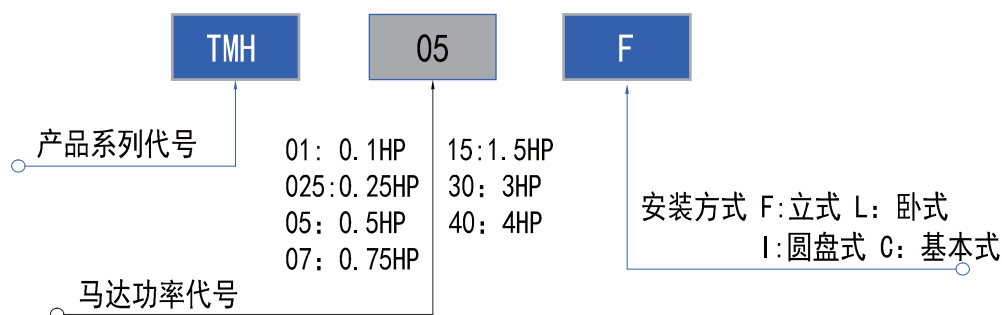 TMH 05 F
产品系列代号
01: 0.1HP 15:1.5HP
025:0.25HP 30: 3HP
05: 0.5HP 40: 4HP
07: 0.75HP
安装方式 F:立式 L: 卧式
I:圆盘式 C: 基本式
马达功率代号